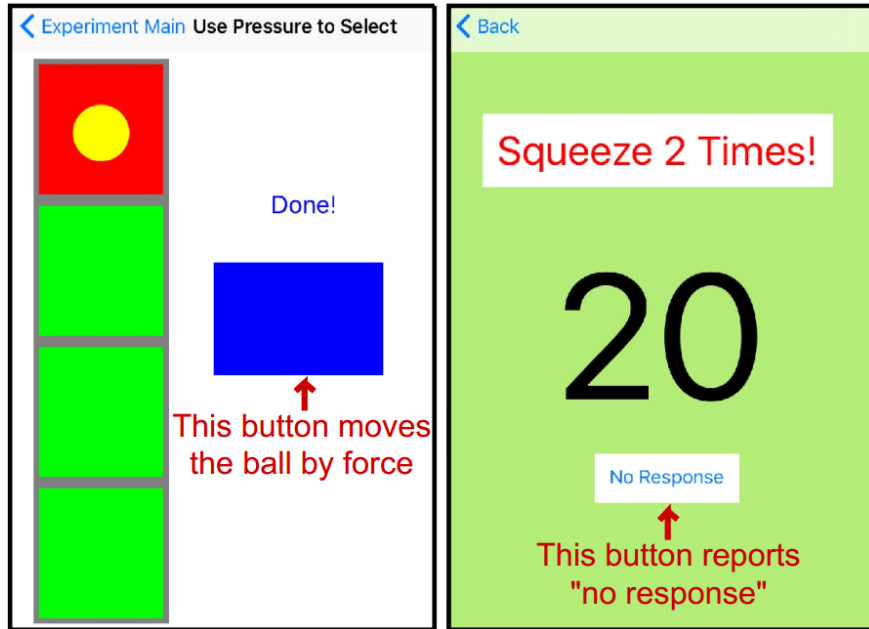 Experiment Main Use Pressure to Select
Done!
This button moves
the ball by force
Back
Squeeze 2 Times!
20
No Response
This button reports
"no response"